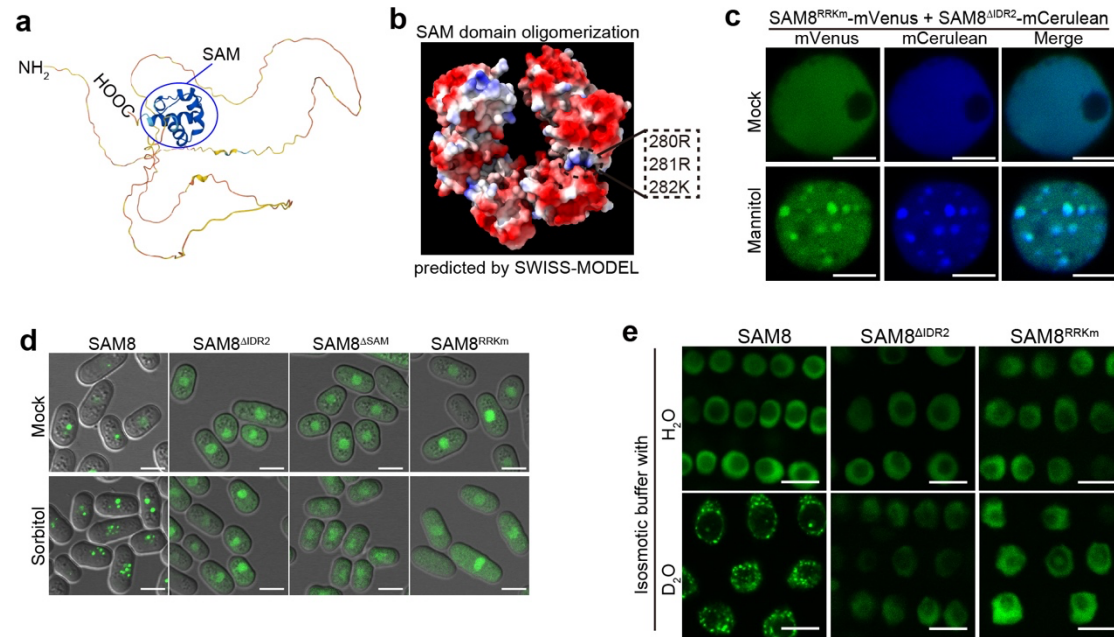 a
NH2
HOOC
SAM
b
SAM domain oligomerization
280R
281R
282K
predicted by SWISS-MODEL
c
SAM8RRKm-mVenus + SAM8ΔIDR2-mCerulean
mVenus mCerulean Merge
Mock
Mannitol
d
SAM8 SAM8ΔIDR2 SAM8ΔSAM SAM8RRKm
Mock
Sorbitol
e
SAM8 SAM8ΔIDR2 SAM8RRKm
Isosmotic buffer with
H2O
D2O